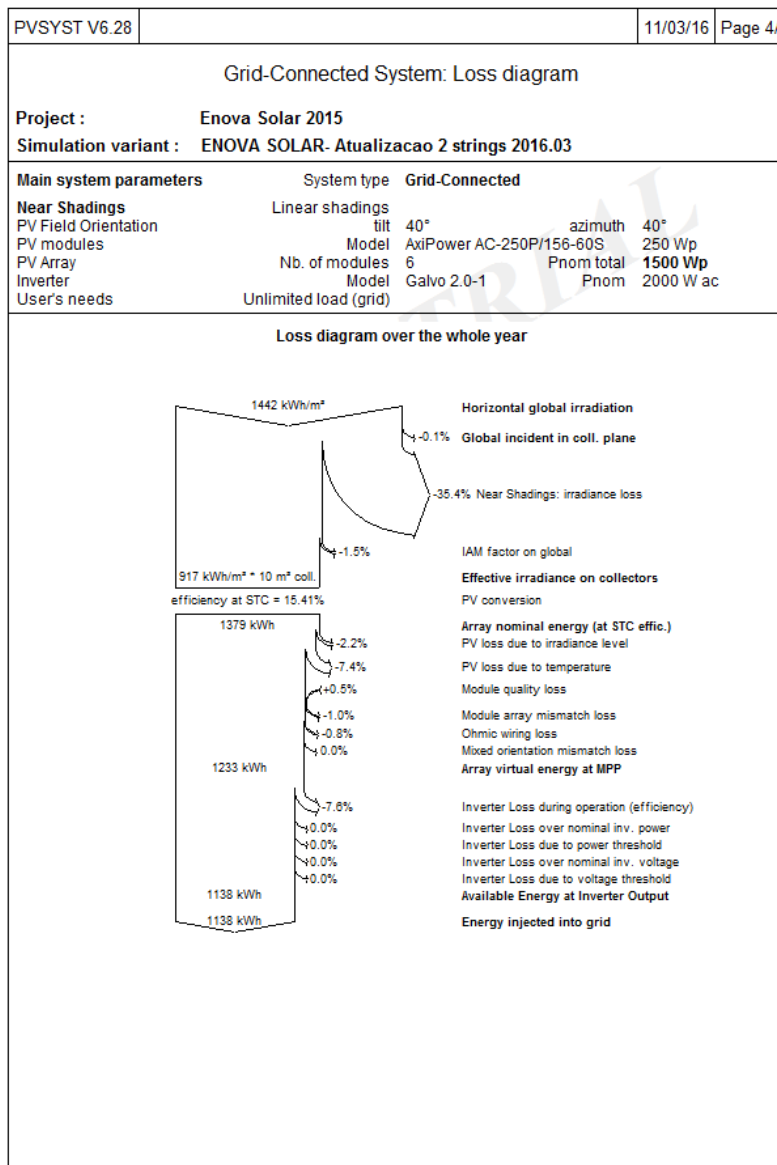 PVSYST V6.28 11/03/16 Page 4/
Grid-Connected System: Loss diagram
Project : Enova Solar 2015
Simulation variant : ENOVA SOLAR- Atualizacao 2 strings 2016.03
Main system parameters System type Grid-Connected
Near Shadings Linear shadings
PV Field Orientation tilt 40° azimuth 40°
PV modules Model AxiPower AC-250P/156-60S 250 Wp
PV Array Nb. of modules 6 Pnom total 1500 Wp
Inverter Model Galvo 2.0-1 Pnom 2000 W ac
User's needs Unlimited load (grid)
TRIAL
Loss diagram over the whole year
1442 kWh/m² Horizontal global irradiation
-0.1% Global incident in coll. plane
-35.4% Near Shadings: irradiance loss
-1.5% IAM factor on global
917 kWh/m² * 10 m² coll. Effective irradiance on collectors
efficiency at STC = 15.41% PV conversion
1379 kWh Array nominal energy (at STC effic.)
-2.2% PV loss due to irradiance level
-7.4% PV loss due to temperature
+0.5% Module quality loss
-1.0% Module array mismatch loss
-0.8% Ohmic wiring loss
0.0% Mixed orientation mismatch loss
1233 kWh Array virtual energy at MPP
-7.6% Inverter Loss during operation (efficiency)
0.0% Inverter Loss over nominal inv. power
0.0% Inverter Loss due to power threshold
0.0% Inverter Loss over nominal inv. voltage
0.0% Inverter Loss due to voltage threshold
1138 kWh Available Energy at Inverter Output
1138 kWh Energy injected into grid